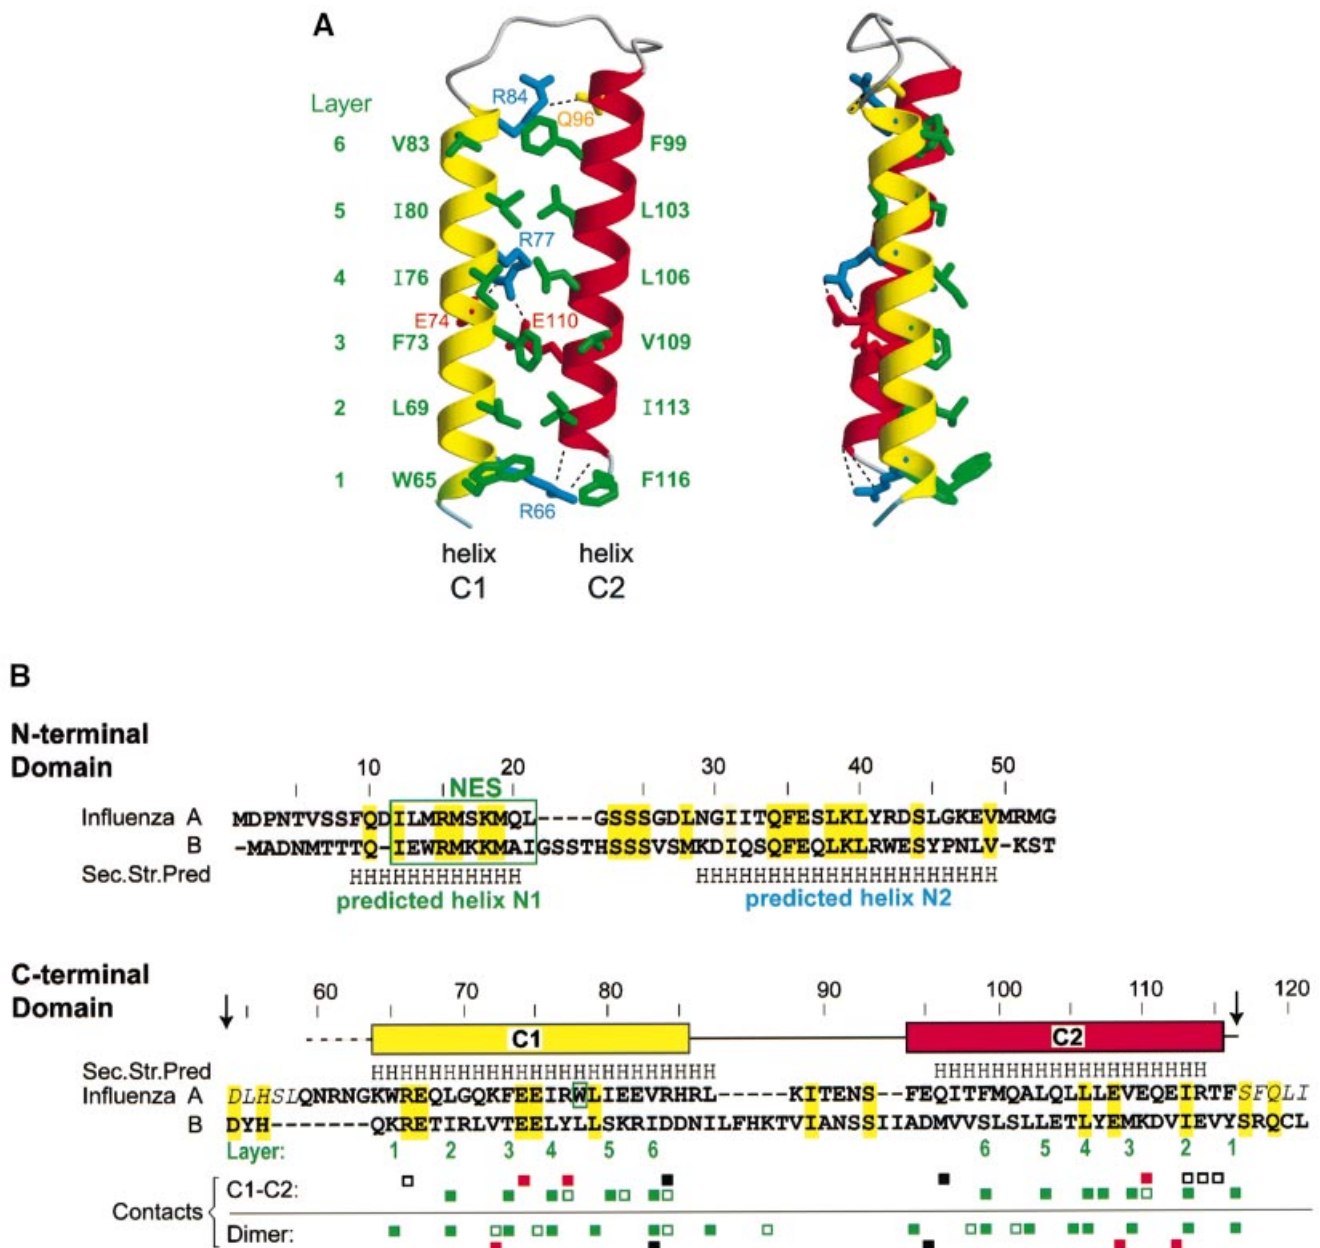 A
Layer
R84
Q96
6 V83 F99
5 I80 L103
R77
4 I76 L106
E74 E110
3 F73 V109
2 L69 I113
1 W65 F116
R66
helix C1
helix C2
B
N-terminal
Domain
10 20 30 40 50
NES
Influenza A MDPNTVSSFQDILMRMSKMQL----GSSSGDLNGIITQFESLKLYRDSLGKEVMRMG
B -MADNMTTTQ-IEWRMKKMAIGSSTHSSSVSMKDIQSQFEQLKLRWESYPNLV-KST
Sec.Str.Pred HHHHHHHHHHHH HHHHHHHHHHHHHHHHHHHHH
predicted helix N1 predicted helix N2
C-terminal
Domain
60 70 80 90 100 110 120
C1 C2
Sec.Str.Pred HHHHHHHHHHHHHHHHHHHHHHHH HHHHHHHHHHHHHHHHHHH
Influenza A DLHSLQNRNGKWREQLGQKFEEIRWLIEEVRHRL-----KITENS--FEQITFMQALQLLLEVEQEIRTFSFQLI
B DYH-------QKRETIRLVTEELYLLSKRIDDNILFHKTVIANSSIIADMVVSLSLLETLYEMKDVIEVYSRQCL
Layer: 1 2 3 4 5 6 6 5 4 3 2 1
C1-C2:
Contacts
Dimer: